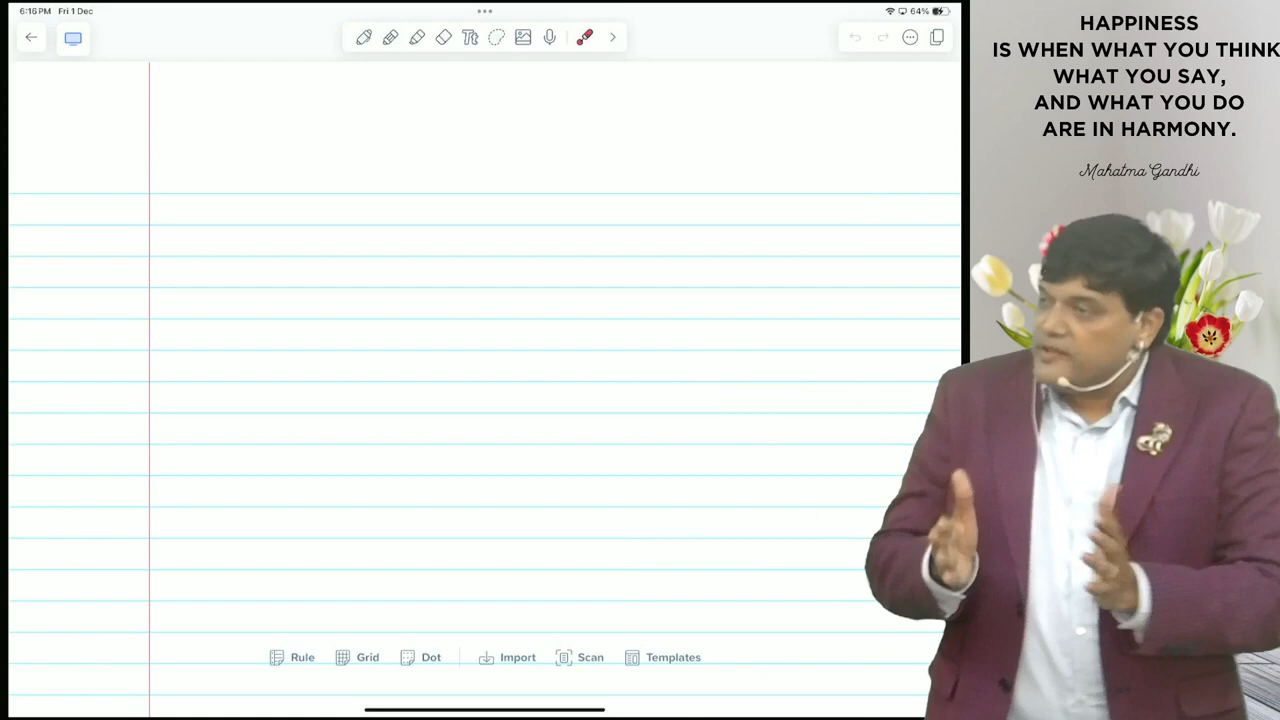 6:16 PM Fri 1 Dec
64%
Tt
HAPPINESS
IS WHEN WHAT YOU THINK
WHAT YOU SAY,
AND WHAT YOU DO
ARE IN HARMONY.
Mahatma Gandhi
Rule Grid Dot Import Scan Templates